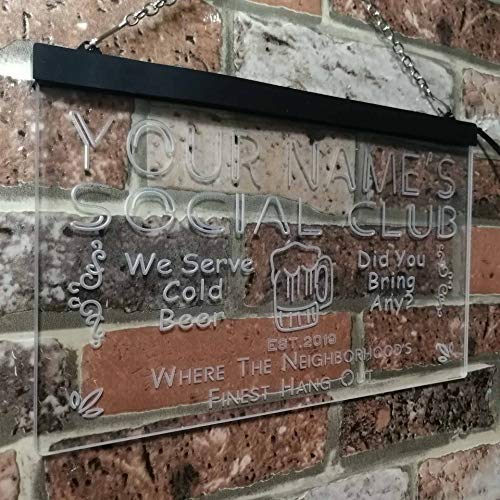 YOUR NAME'S
SOCIAL CLUB
We Serve
Cold
Beer
Did You
Bring
Any?
EST.2019
WHERE THE NEIGHBORHOOD'S
FINEST HANG OUT